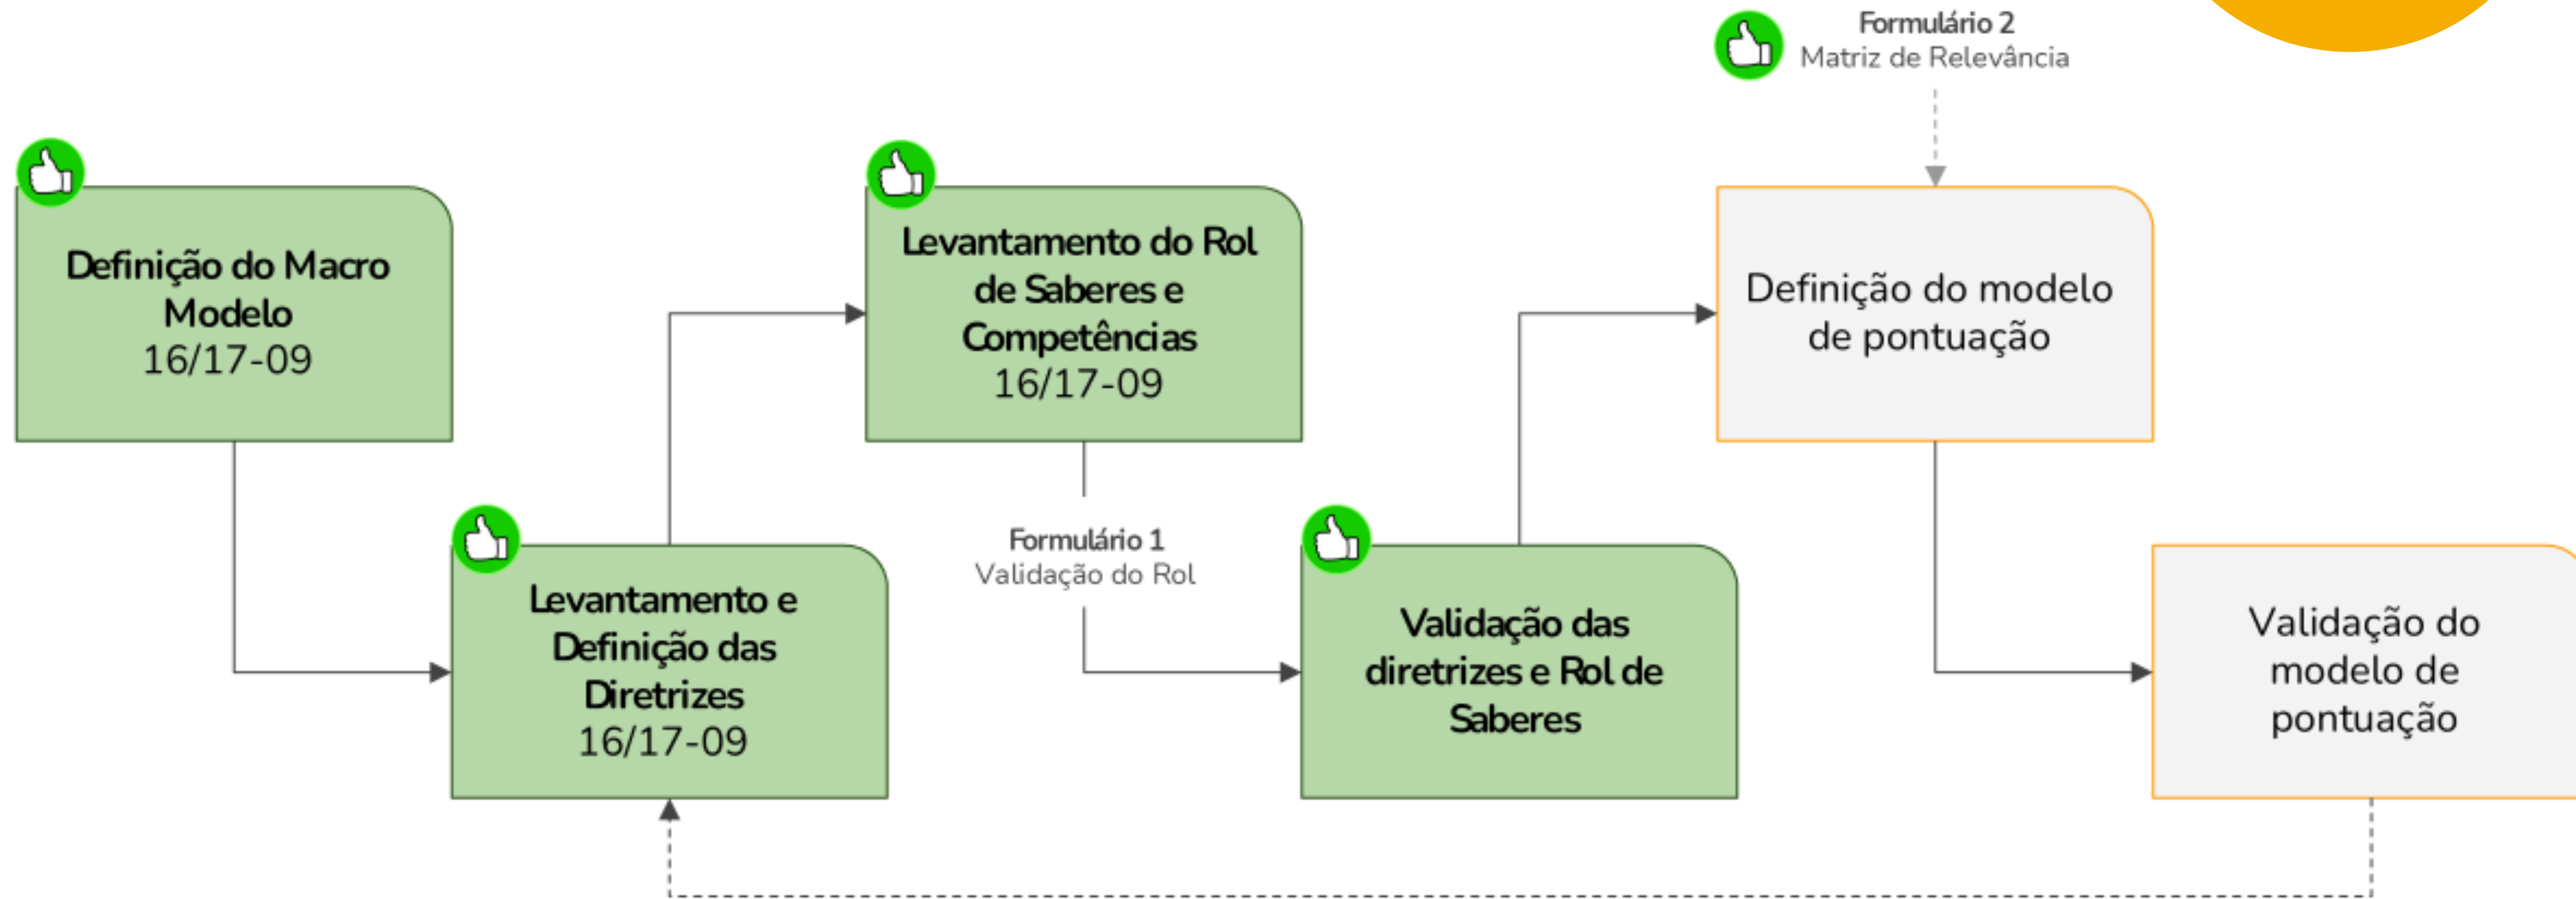 Definição do Macro
Modelo
16/17-09
Levantamento e
Definição das
Diretrizes
16/17-09
Levantamento do Rol
de Saberes e
Competências
16/17-09
Formulário 1
Validação do Rol
Validação das
diretrizes e Rol de
Saberes
Formulário 2
Matriz de Relevância
Definição do modelo
de pontuação
Validação do
modelo de
pontuação